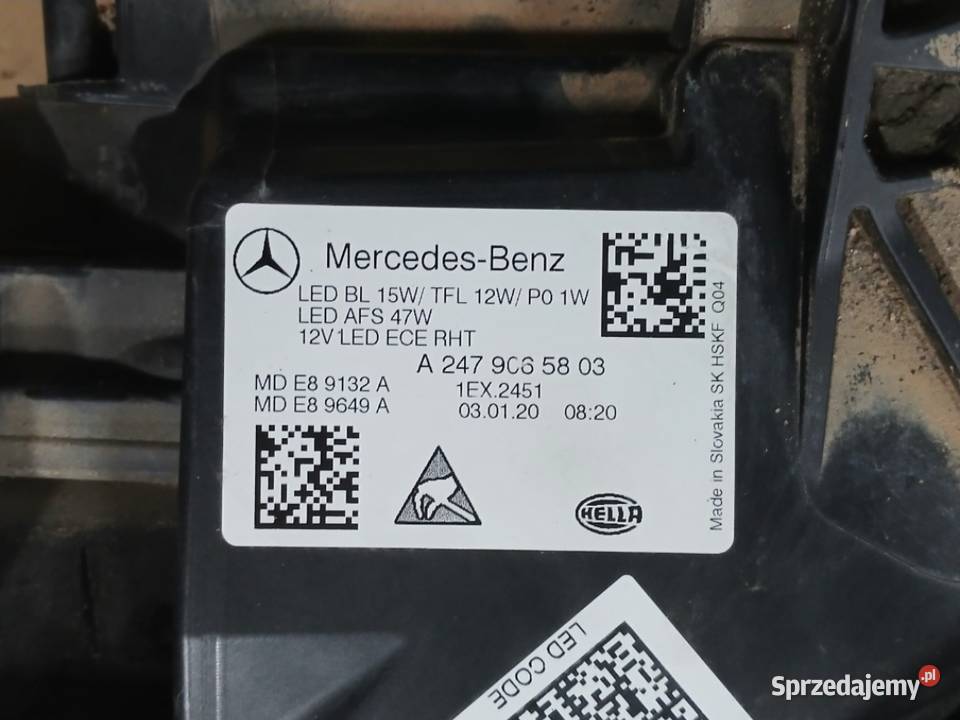 Mercedes-Benz
LED BL 15W/ TFL 12W/ P0 1W
LED AFS 47W
12V LED ECE RHT
A 247 906 58 03
MD E8 9132 A
1EX.2451
MD E8 9649 A
03.01.20 08:20
HELLA
Made in Slovakia SK HSKF Q04
LED CODE
Sprzedajemy.pl